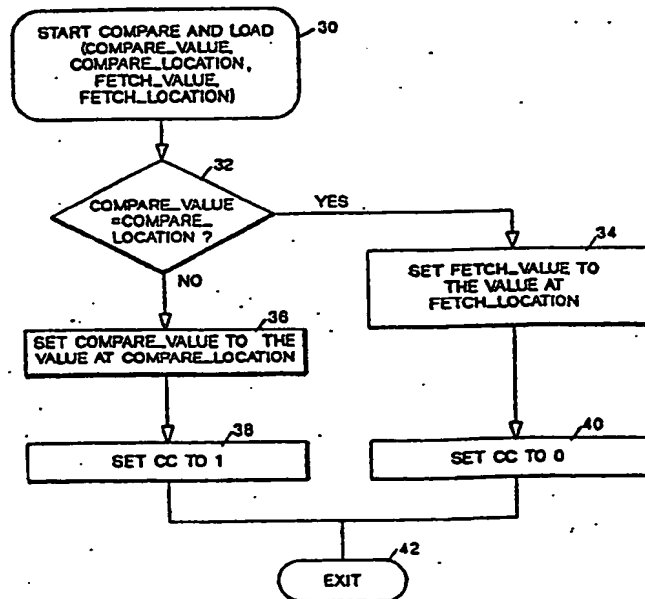 START COMPARE AND LOAD
(COMPARE_VALUE,
COMPARE_LOCATION,
FETCH_VALUE,
FETCH_LOCATION)
30
32
COMPARE_VALUE
=COMPARE_
LOCATION ?
YES
NO
34
SET FETCH_VALUE TO
THE VALUE AT
FETCH_LOCATION
36
SET COMPARE_VALUE TO THE
VALUE AT COMPARE_LOCATION
38
SET CC TO 1
40
SET CC TO 0
42
EXIT